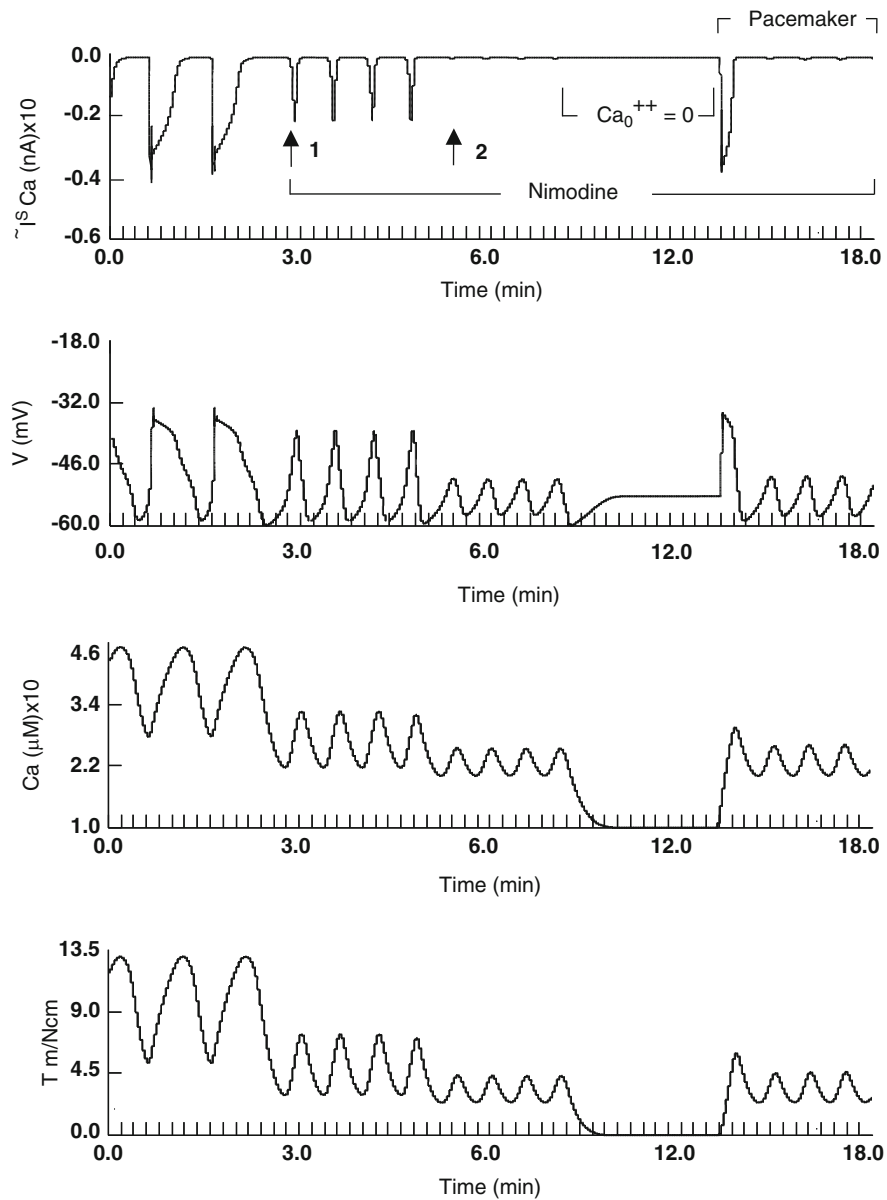 Pacemaker
0.0
-0.2
-0.4
-0.6
~I^S Ca (nA)x10
1
2
Ca₀⁺⁺ = 0
Nimodine
0.0 3.0 6.0 12.0 18.0
Time (min)
-18.0
-32.0
-46.0
-60.0
V (mV)
0.0 3.0 6.0 12.0 18.0
Time (min)
4.6
3.4
2.2
1.0
Ca (μM)x10
0.0 3.0 6.0 12.0 18.0
Time (min)
13.5
9.0
4.5
0.0
T m/Ncm
0.0 3.0 6.0 12.0 18.0
Time (min)